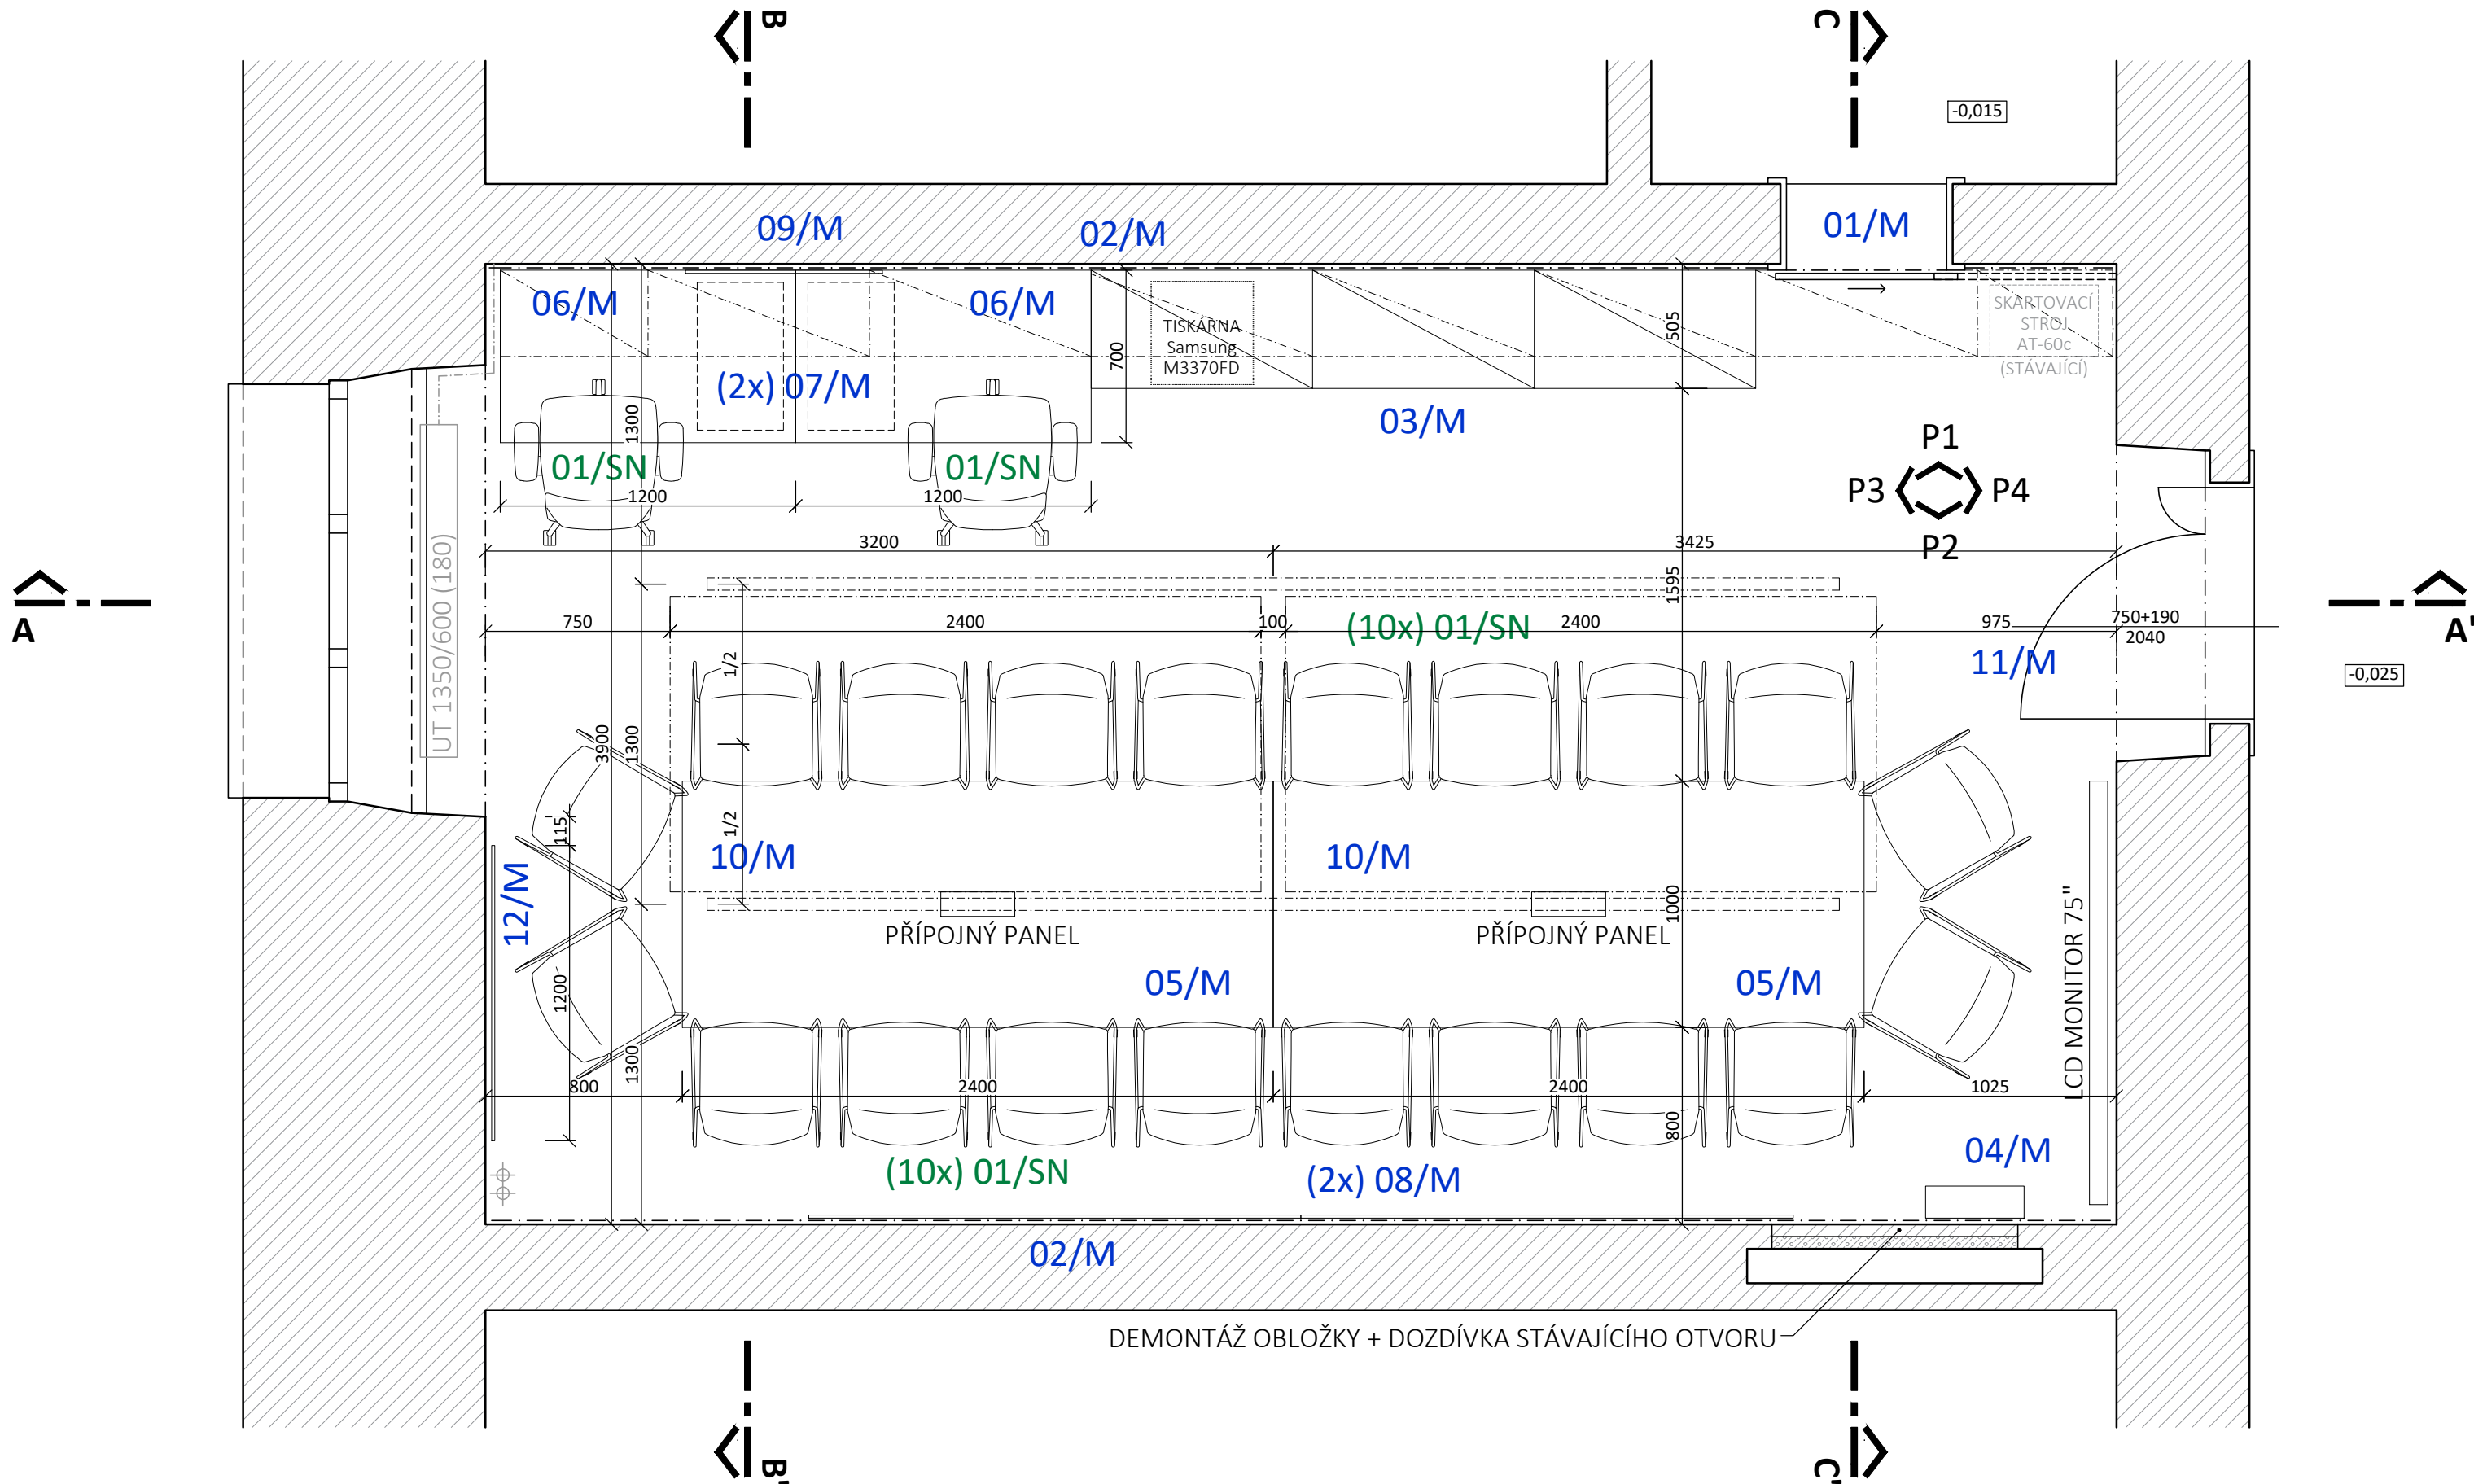 B
C
-0,015
09/M
02/M
01/M
06/M
06/M
TISKÁRNA
Samsung
M3370FD
SKARTOVACÍ
STROJ
AT-60c
(STÁVAJÍCÍ)
505
700
(2x) 07/M
03/M
1300
01/SN
01/SN
1200
1200
P1
P3
P4
P2
UT 1350/600 (180)
3200
3425
1595
A
A'
750
2400
100
(10x) 01/SN
2400
975
750+190
2040
11/M
-0,025
1/2
3900
1300
115
1/2
10/M
10/M
12/M
1000
PŘÍPOJNÝ PANEL
PŘÍPOJNÝ PANEL
LCD MONITOR 75"
05/M
05/M
1200
1300
800
2400
2400
1025
800
04/M
(10x) 01/SN
(2x) 08/M
02/M
DEMONTÁŽ OBLOŽKY + DOZDÍVKA STÁVAJÍCÍHO OTVORU
B'
C'